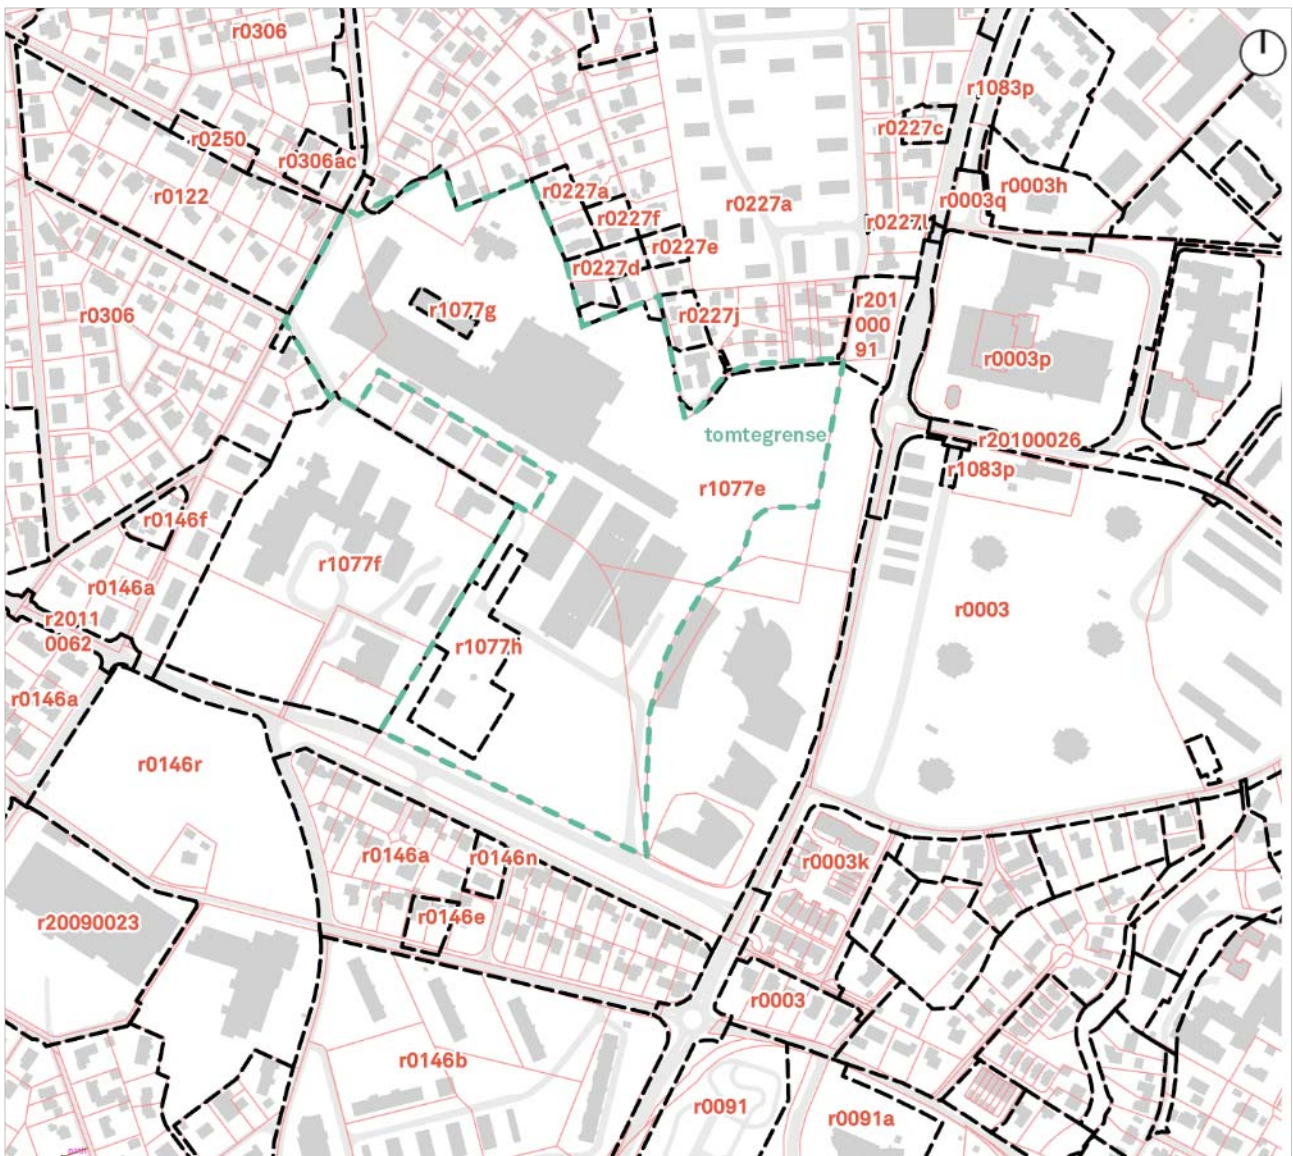 r0306
r1083p
r0227c
r0250
r0306ac
r0003h
r0227a
r0122
r0003q
r0227a
r0227f
r0227l
r0227e
r0227d
r201
000
91
r1077g
r0306
r0227j
r0003p
tomtegrense
r20100026
r1083p
r1077e
r0146f
r1077f
r0146a
r0003
r2011
0062
r1077h
r0146a
r0146r
r0146a
r0146n
r0003k
r0146e
r20090023
r0003
r0146b
r0091
r0091a